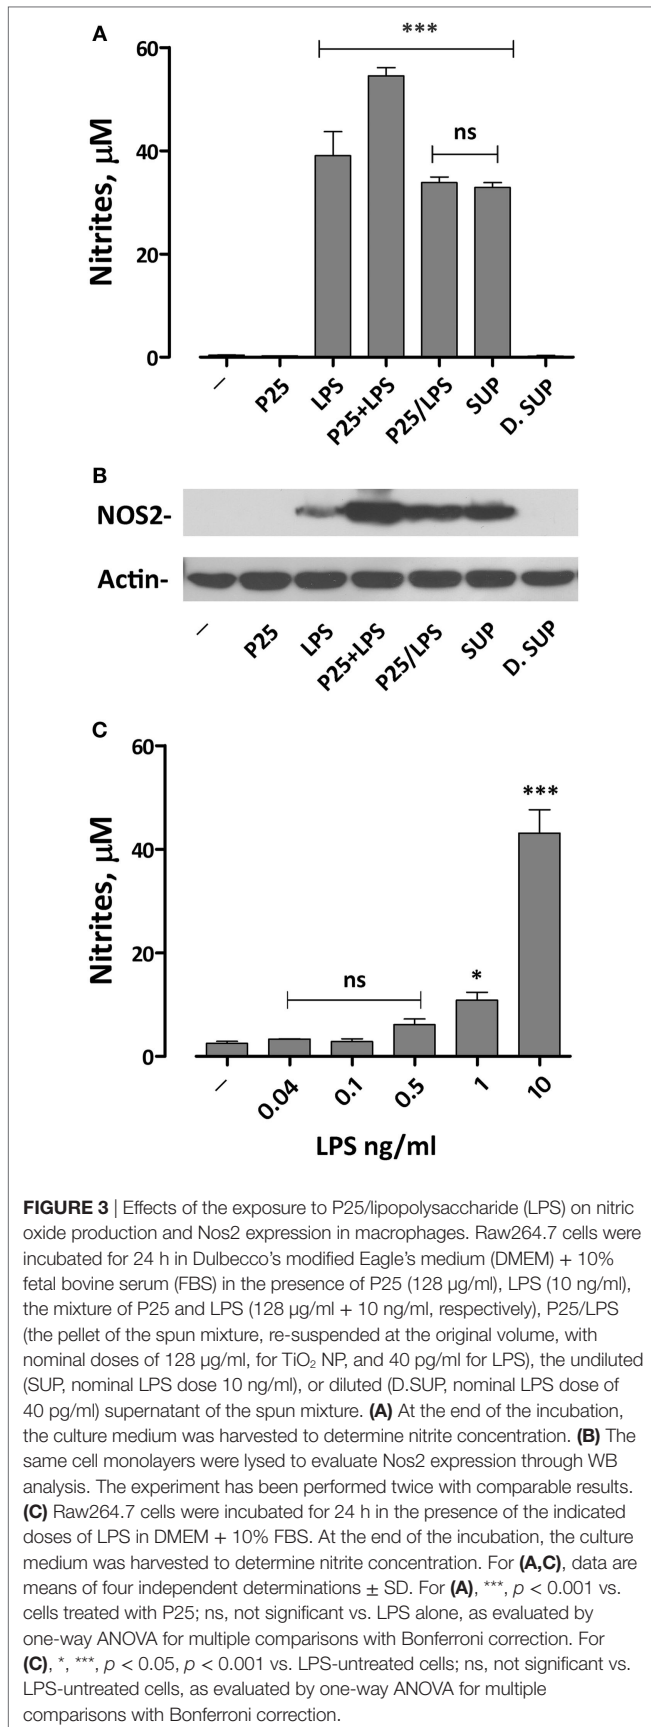 A
***
60
ns
40
20
0
Nitrites, µM
– P25 LPS P25+LPS P25/LPS SUP D. SUP
B
NOS2-
Actin-
– P25 LPS P25+LPS P25/LPS SUP D. SUP
C
60
***
40
20
ns
*
0
Nitrites, µM
– 0.04 0.1 0.5 1 10
LPS ng/ml
FIGURE 3 | Effects of the exposure to P25/lipopolysaccharide (LPS) on nitric
oxide production and Nos2 expression in macrophages. Raw264.7 cells were
incubated for 24 h in Dulbecco’s modified Eagle’s medium (DMEM) + 10%
fetal bovine serum (FBS) in the presence of P25 (128 µg/ml), LPS (10 ng/ml),
the mixture of P25 and LPS (128 µg/ml + 10 ng/ml, respectively), P25/LPS
(the pellet of the spun mixture, re-suspended at the original volume, with
nominal doses of 128 µg/ml, for TiO₂ NP, and 40 pg/ml for LPS), the undiluted
(SUP, nominal LPS dose 10 ng/ml), or diluted (D.SUP, nominal LPS dose of
40 pg/ml) supernatant of the spun mixture. (A) At the end of the incubation,
the culture medium was harvested to determine nitrite concentration. (B) The
same cell monolayers were lysed to evaluate Nos2 expression through WB
analysis. The experiment has been performed twice with comparable results.
(C) Raw264.7 cells were incubated for 24 h in the presence of the indicated
doses of LPS in DMEM + 10% FBS. At the end of the incubation, the culture
medium was harvested to determine nitrite concentration. For (A,C), data are
means of four independent determinations ± SD. For (A), ***, p < 0.001 vs.
cells treated with P25; ns, not significant vs. LPS alone, as evaluated by
one-way ANOVA for multiple comparisons with Bonferroni correction. For
(C), *, ***, p < 0.05, p < 0.001 vs. LPS-untreated cells; ns, not significant vs.
LPS-untreated cells, as evaluated by one-way ANOVA for multiple
comparisons with Bonferroni correction.